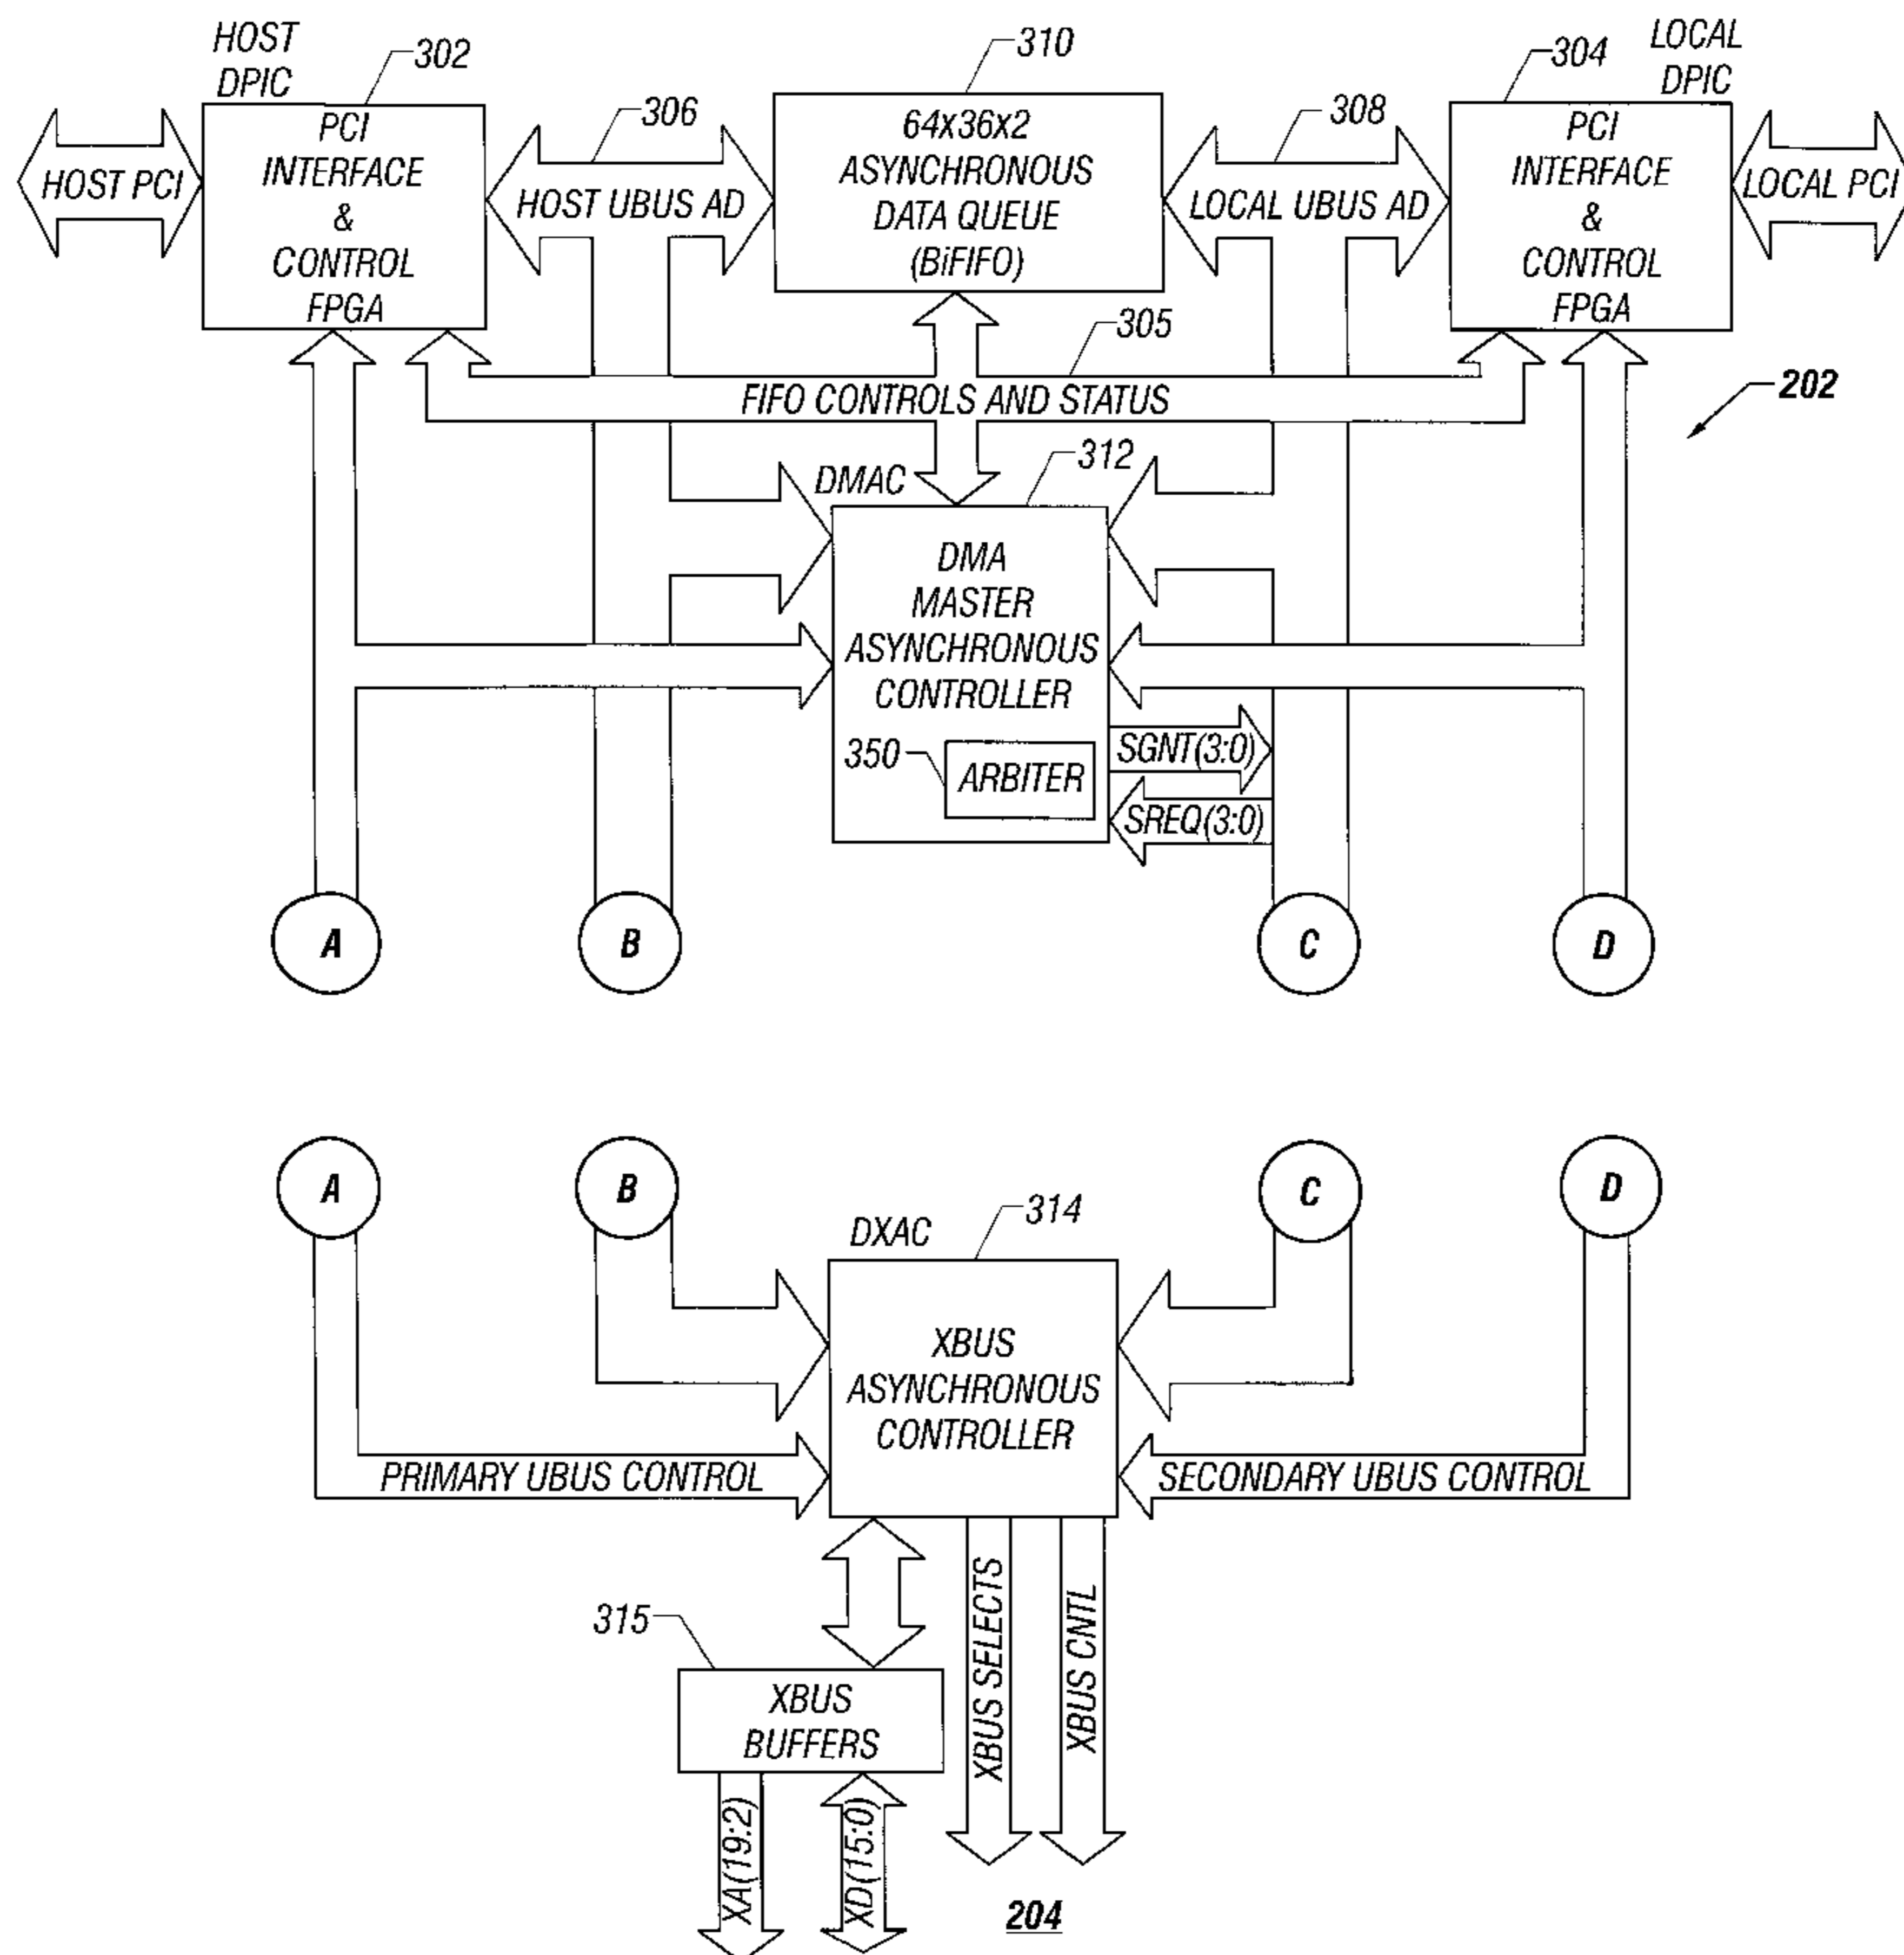 HOST
DPIC
302
310
304
LOCAL
DPIC
HOST PCI
PCI
INTERFACE
&
CONTROL
FPGA
306
HOST UBUS AD
64x36x2
ASYNCHRONOUS
DATA QUEUE
(BiFIFO)
308
LOCAL UBUS AD
PCI
INTERFACE
&
CONTROL
FPGA
LOCAL PCI
305
FIFO CONTROLS AND STATUS
202
DMAC
312
DMA
MASTER
ASYNCHRONOUS
CONTROLLER
350
ARBITER
SGNT(3:0)
SREQ(3:0)
A
B
C
D
A
B
C
D
DXAC
314
XBUS
ASYNCHRONOUS
CONTROLLER
PRIMARY UBUS CONTROL
SECONDARY UBUS CONTROL
315
XBUS
BUFFERS
XBUS SELECTS
XBUS CNTL
XA(19:2)
XD(15:0)
204